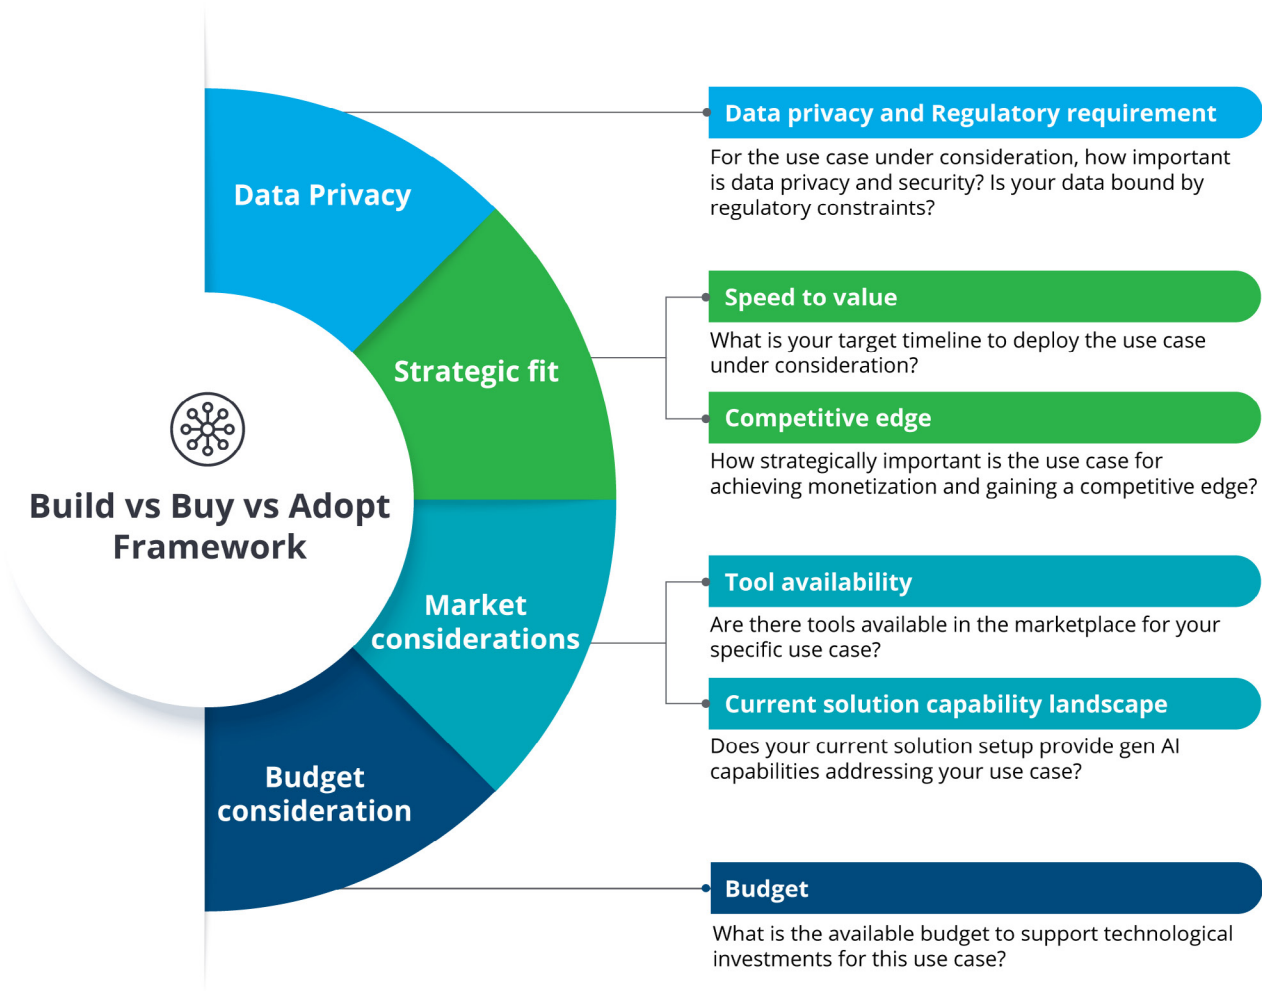 Data Privacy
Strategic fit
Build vs Buy vs Adopt
Framework
Market
considerations
Budget
consideration
Data privacy and Regulatory requirement
For the use case under consideration, how important
is data privacy and security? Is your data bound by
regulatory constraints?
Speed to value
What is your target timeline to deploy the use case
under consideration?
Competitive edge
How strategically important is the use case for
achieving monetization and gaining a competitive edge?
Tool availability
Are there tools available in the marketplace for your
specific use case?
Current solution capability landscape
Does your current solution setup provide gen AI
capabilities addressing your use case?
Budget
What is the available budget to support technological
investments for this use case?